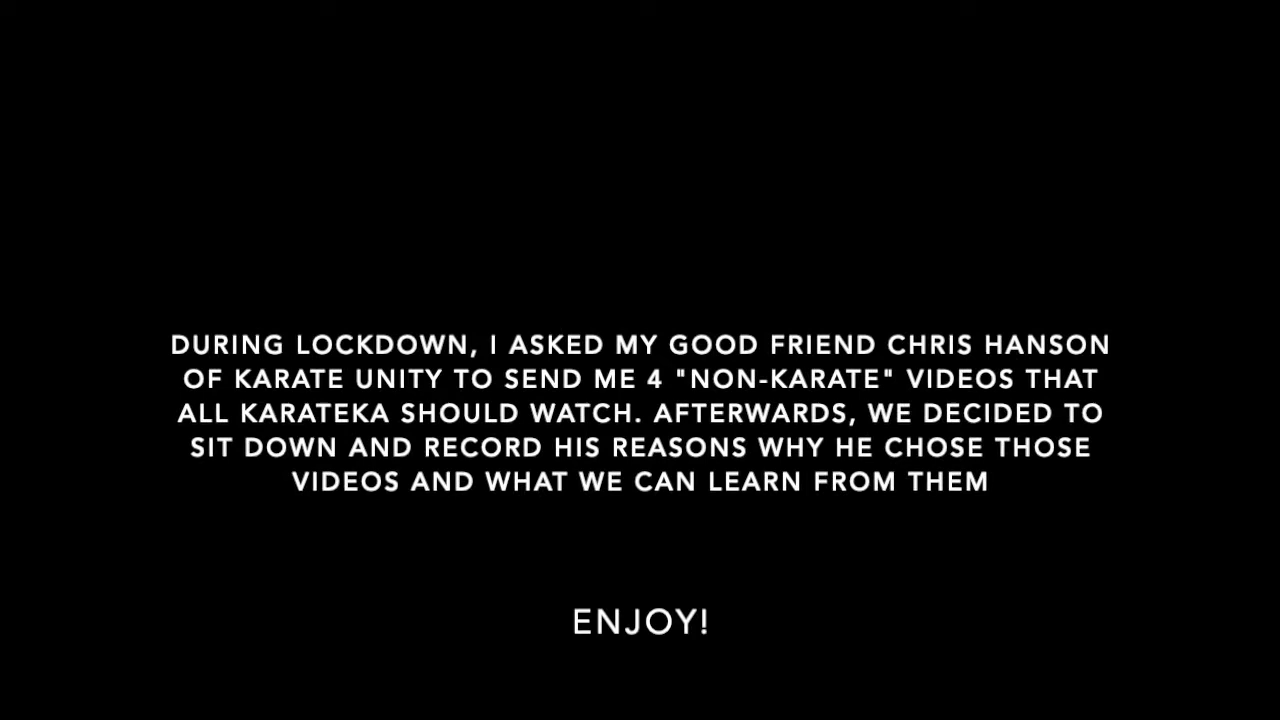 DURING LOCKDOWN, I ASKED MY GOOD FRIEND CHRIS HANSON
OF KARATE UNITY TO SEND ME 4 "NON-KARATE" VIDEOS THAT
ALL KARATEKA SHOULD WATCH. AFTERWARDS, WE DECIDED TO
SIT DOWN AND RECORD HIS REASONS WHY HE CHOSE THOSE
VIDEOS AND WHAT WE CAN LEARN FROM THEM
ENJOY!